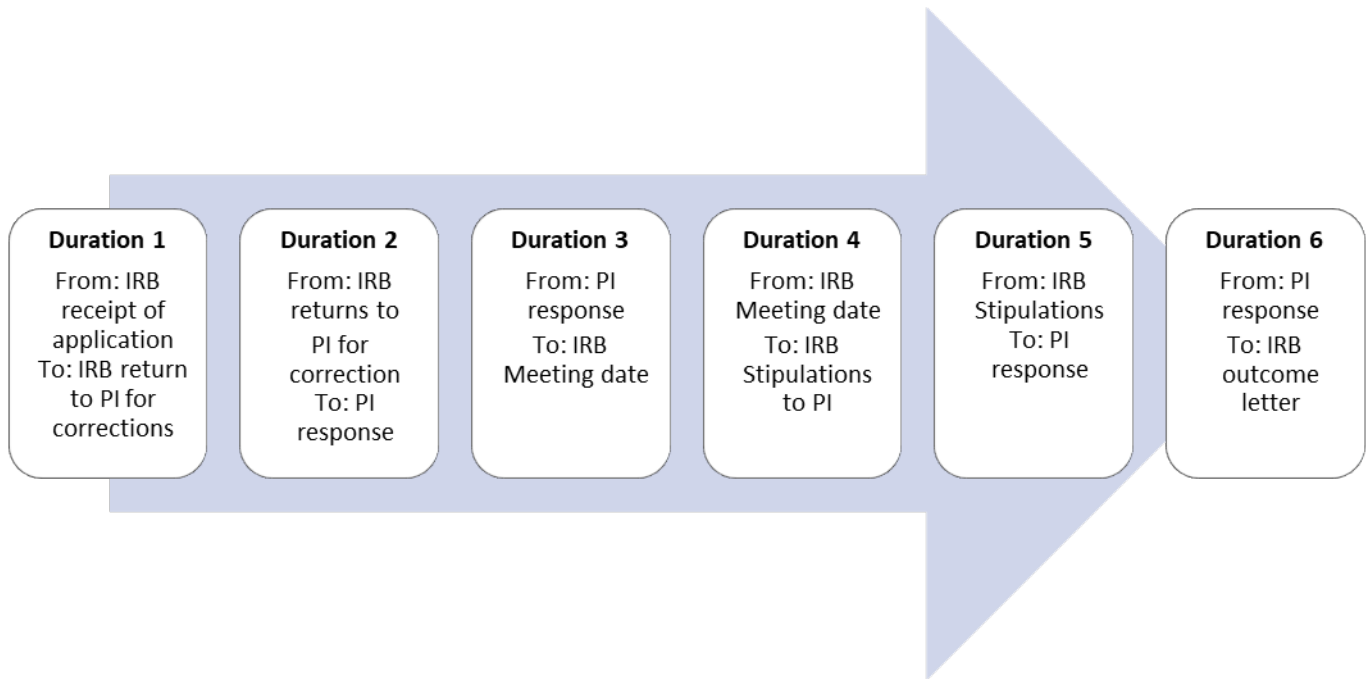 Duration 1
From: IRB
receipt of
application
To: IRB return
to PI for
corrections
Duration 2
From: IRB
returns to
PI for
correction
To: PI
response
Duration 3
From: PI
response
To: IRB
Meeting date
Duration 4
From: IRB
Meeting date
To: IRB
Stipulations
to PI
Duration 5
From: IRB
Stipulations
To: PI
response
Duration 6
From: PI
response
To: IRB
outcome
letter